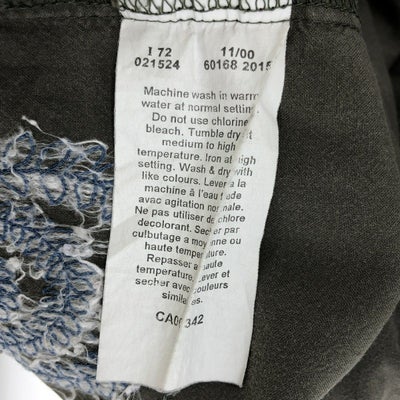 I 72 11/00
021524 60168 2015
Machine wash in warm
water at normal setting.
Do not use chlorine
bleach. Tumble dry at
medium to high
temperature. Iron at high
setting. Wash & dry with
like colours. Laver a la
machine à l'eau tiede
avac agitation normale.
Ne pas utiliser de chlore
decolorant. Secher par
culbutage a moyenne ou
haute temperature.
Repasser a haute
temperature. Laver et
secher avec couleurs
similaires.